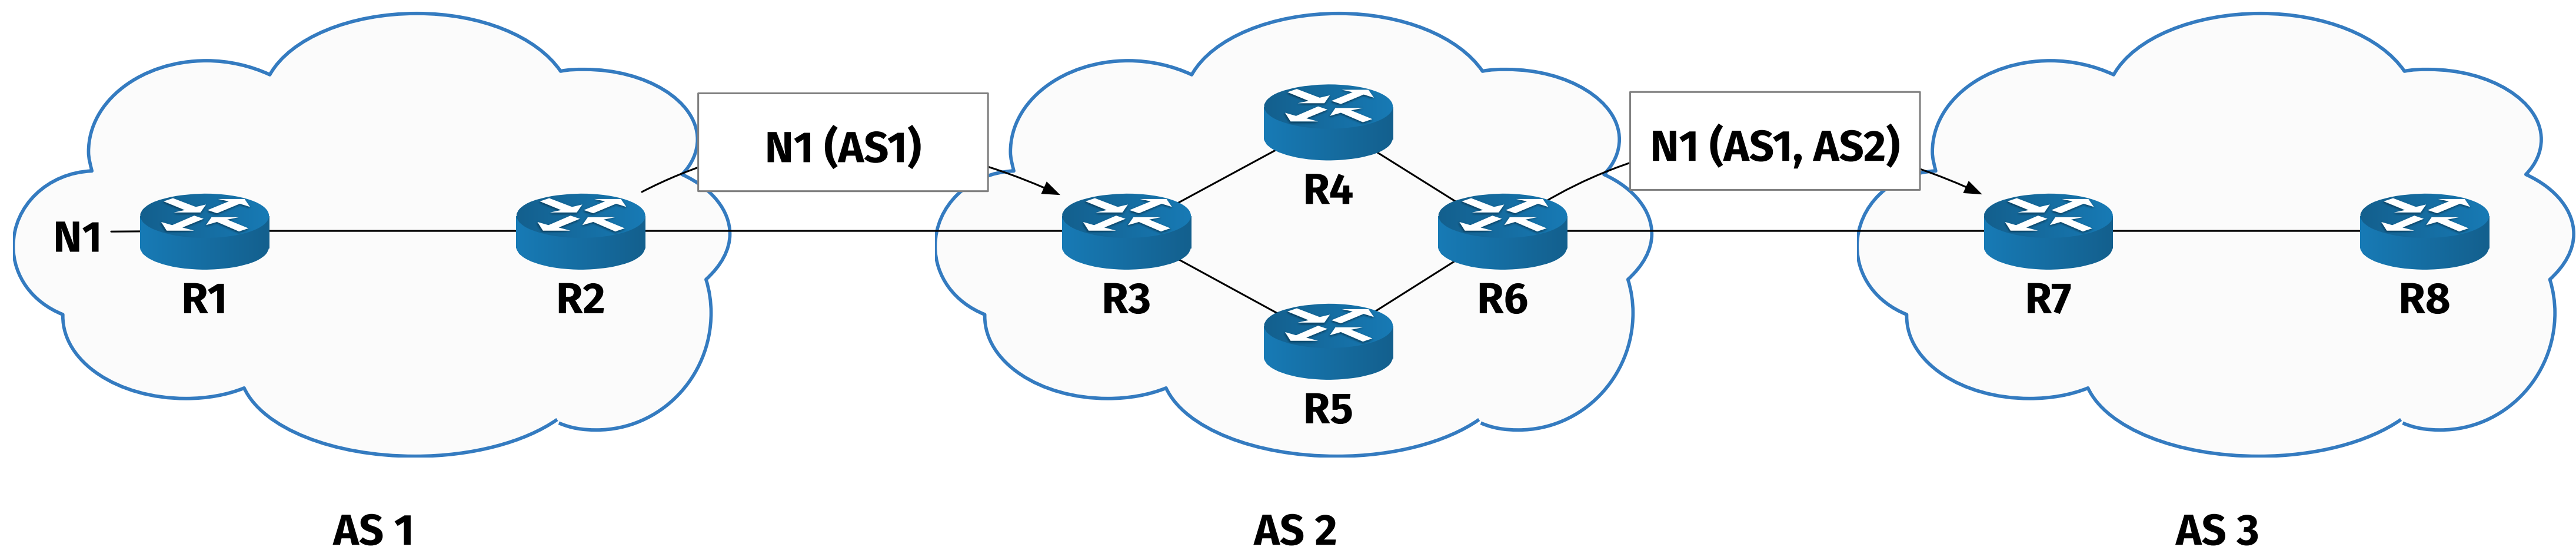 N1 (AS1)
N1 (AS1, AS2)
R4
N1
R1
R2
R3
R6
R7
R8
R5
AS 1
AS 2
AS 3